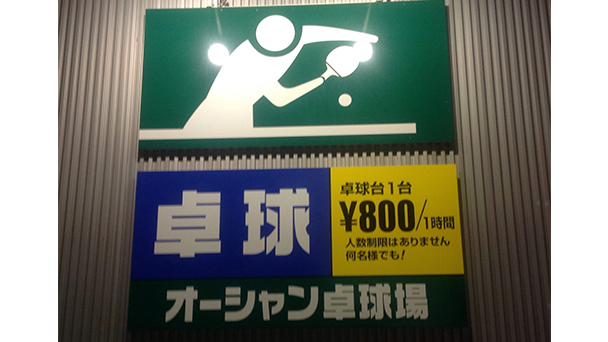 卓球
卓球台1台
¥800/1時間
人数制限はありません
何名様でも!
オーシャン卓球場